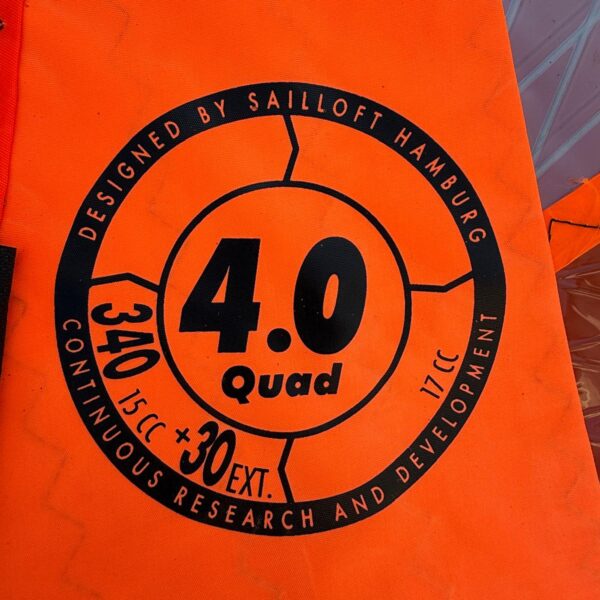 DESIGNED BY SAILLOFT HAMBURG
4.0
Quad
340
15 CC
+30 EXT.
17 CC
CONTINUOUS RESEARCH AND DEVELOPMENT